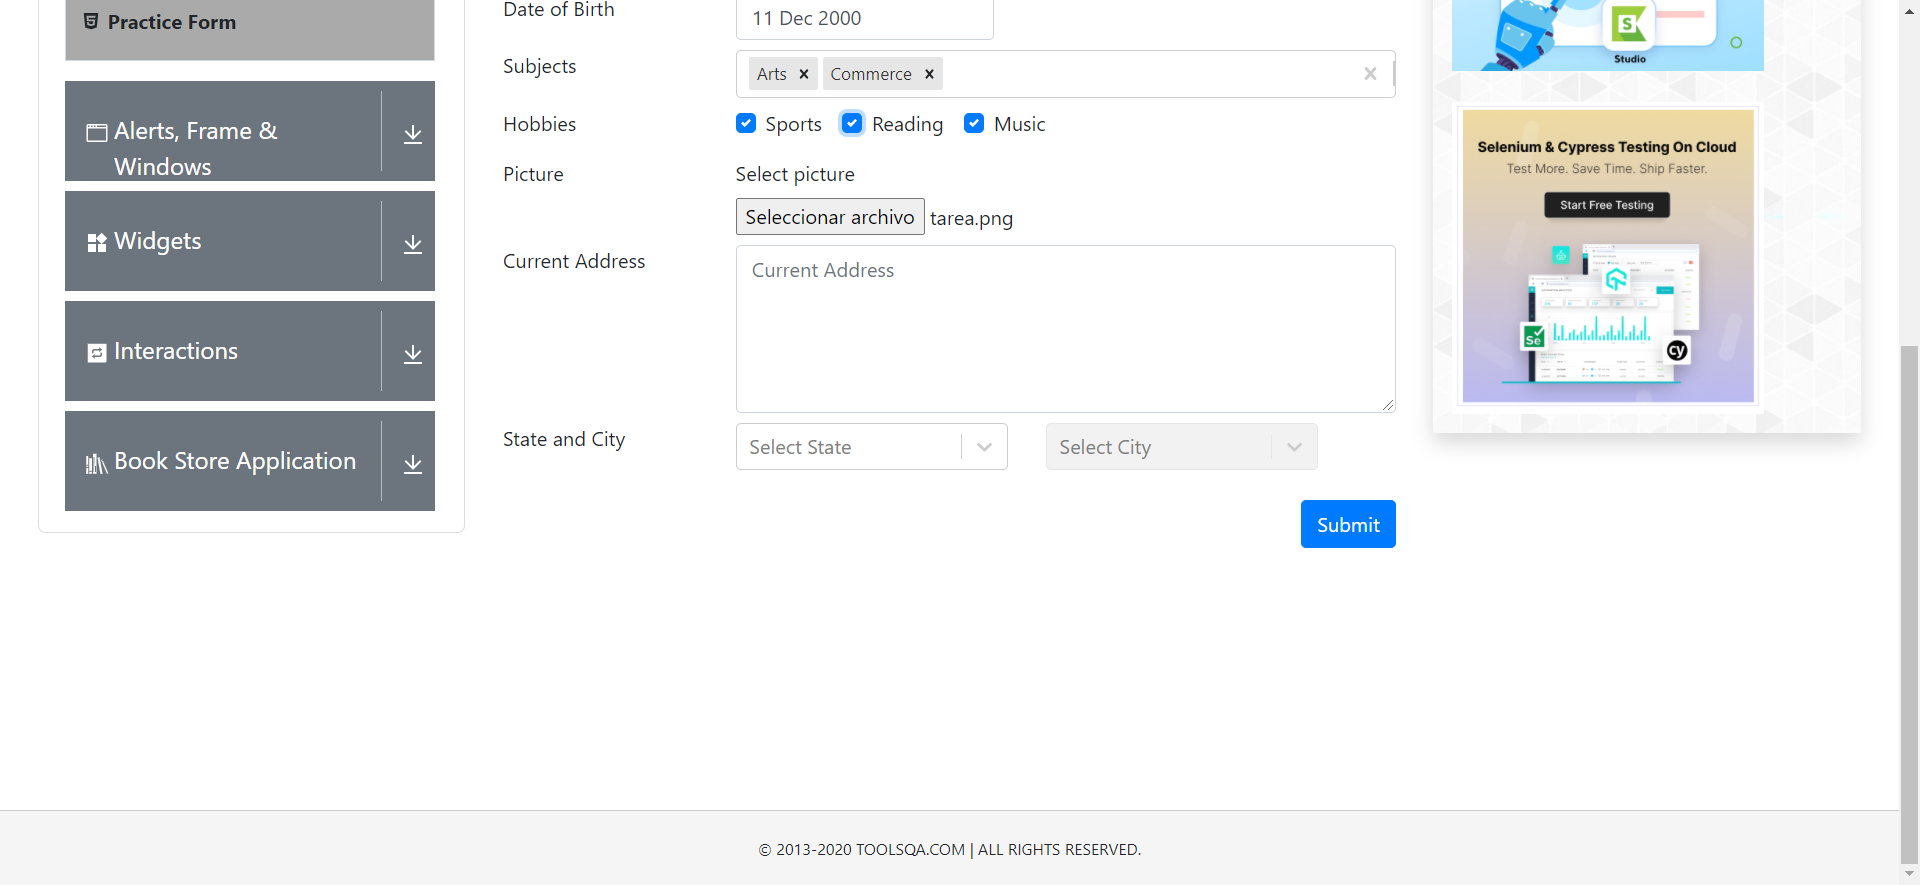 Practice Form
Alerts, Frame &
Windows
Widgets
Interactions
Book Store Application
Date of Birth
11 Dec 2000
Subjects
Arts
Commerce
Hobbies
Sports
Reading
Music
Picture
Select picture
Seleccionar archivo tarea.png
Current Address
Current Address
State and City
Select State
Select City
Submit
Studio
Selenium & Cypress Testing On Cloud
Test More. Save Time. Ship Faster.
Start Free Testing
Se
cy
© 2013-2020 TOOLSQA.COM | ALL RIGHTS RESERVED.